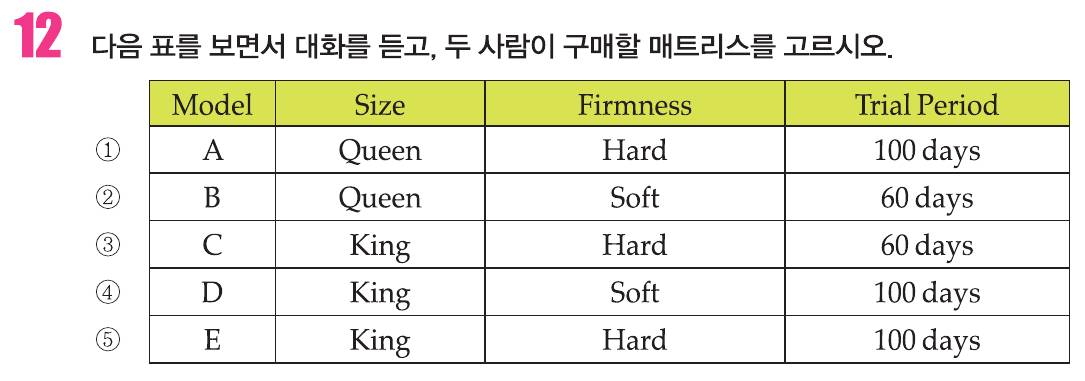 12 다음 표를 보면서 대화를 듣고, 두 사람이 구매할 매트리스를 고르시오.
Model Size Firmness Trial Period
① A Queen Hard 100 days
② B Queen Soft 60 days
③ C King Hard 60 days
④ D King Soft 100 days
⑤ E King Hard 100 days